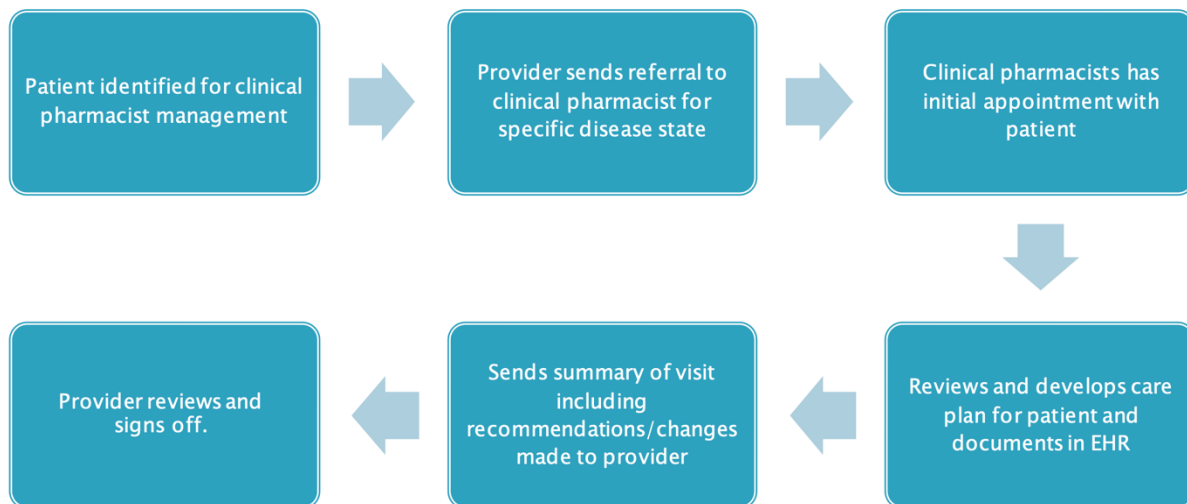 Patient identified for clinical
pharmacist management
Provider sends referral to
clinical pharmacist for
specific disease state
Clinical pharmacists has
initial appointment with
patient
Reviews and develops care
plan for patient and
documents in EHR
Sends summary of visit
including
recommendations/changes
made to provider
Provider reviews and
signs off.